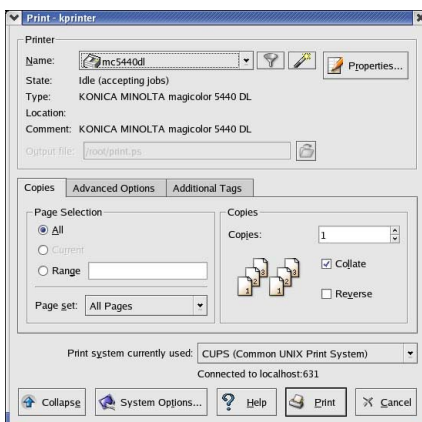 Print - kprinter
Printer
Name: mc5440dl
Properties...
State: Idle (accepting jobs)
Type: KONICA MINOLTA magicolor 5440 DL
Location:
Comment: KONICA MINOLTA magicolor 5440 DL
Output file: /root/print.ps
Copies Advanced Options Additional Tags
Page Selection
All
Current
Range
Page set: All Pages
Copies
Copies: 1
Collate
Reverse
Print system currently used: CUPS (Common UNIX Print System)
Connected to localhost:631
Collapse System Options... Help Print Cancel